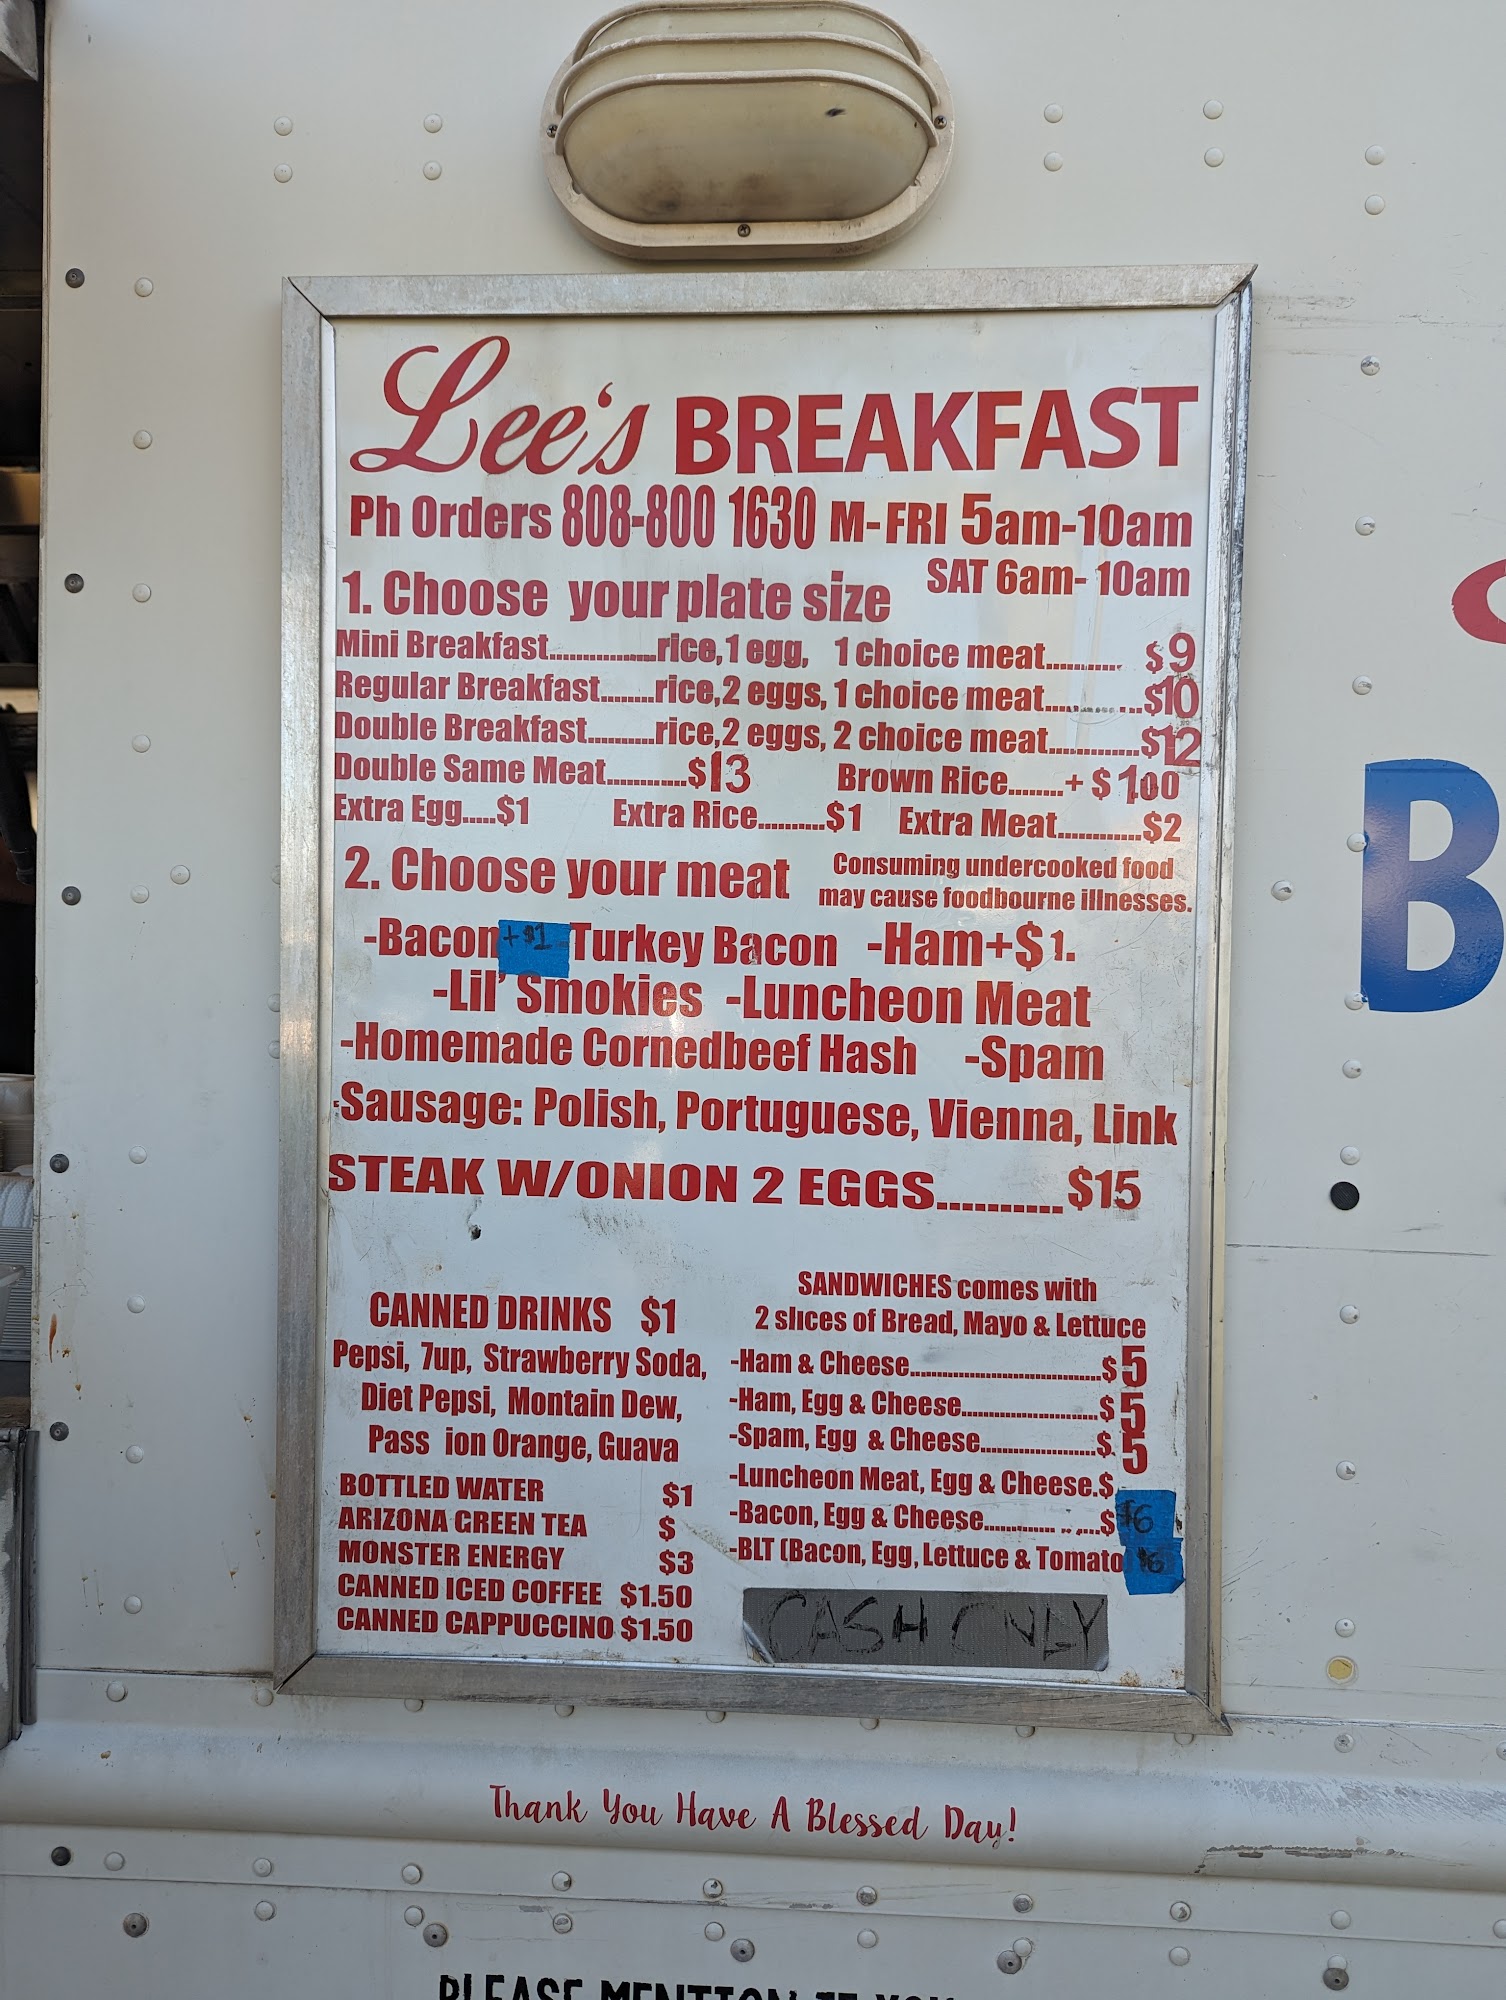 Lee's BREAKFAST
Ph Orders 808-800 1630 M-FRI 5am-10am
SAT 6am- 10am
1. Choose your plate size
Mini Breakfast..................rice,1 egg, 1 choice meat........... $9
Regular Breakfast.........rice,2 eggs, 1 choice meat............$10
Double Breakfast...........rice,2 eggs, 2 choice meat..............$12
Double Same Meat............$13 Brown Rice........+ $ 1.00
Extra Egg.....$1 Extra Rice..........$1 Extra Meat.............$2
2. Choose your meat
Consuming undercooked food
may cause foodbourne illnesses.
-Bacon +$1 -Turkey Bacon -Ham+$1.
-Lil' Smokies -Luncheon Meat
-Homemade Cornedbeef Hash -Spam
-Sausage: Polish, Portuguese, Vienna, Link
STEAK W/ONION 2 EGGS..........$15
CANNED DRINKS $1
Pepsi, 7up, Strawberry Soda,
Diet Pepsi, Montain Dew,
Pass ion Orange, Guava
BOTTLED WATER $1
ARIZONA GREEN TEA $
MONSTER ENERGY $3
CANNED ICED COFFEE $1.50
CANNED CAPPUCCINO $1.50
SANDWICHES comes with
2 slices of Bread, Mayo & Lettuce
-Ham & Cheese..................................$5
-Ham, Egg & Cheese.........................$5
-Spam, Egg & Cheese.....................$.5
-Luncheon Meat, Egg & Cheese.$
-Bacon, Egg & Cheese....................$ $6
-BLT (Bacon, Egg, Lettuce & Tomato $6
CASH ONLY
B
Thank You Have A Blessed Day!
PLEASE MENTION IF YOU